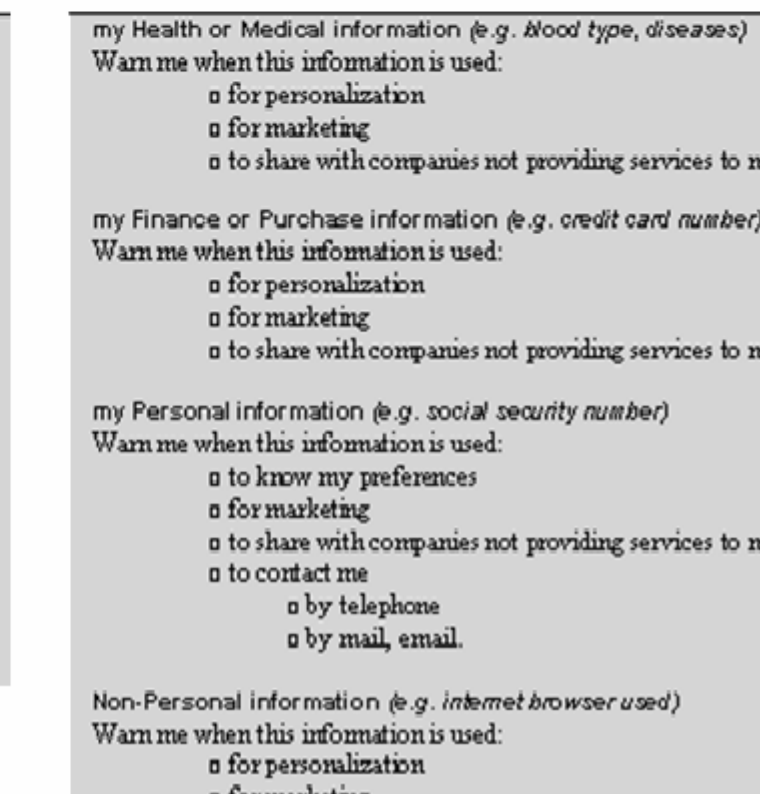 my Health or Medical information (e.g. blood type, diseases)
Warn me when this information is used:
for personalization
for marketing
to share with companies not providing services to
my Finance or Purchase information (e.g. credit card number)
Warn me when this information is used:
for personalization
for marketing
to share with companies not providing services to
my Personal information (e.g. social security number)
Warn me when this information is used:
to know my preferences
for marketing
to share with companies not providing services to
to contact me
by telephone
by mail, email.
Non-Personal information (e.g. internet browser used)
Warn me when this information is used:
for personalization
for marketing